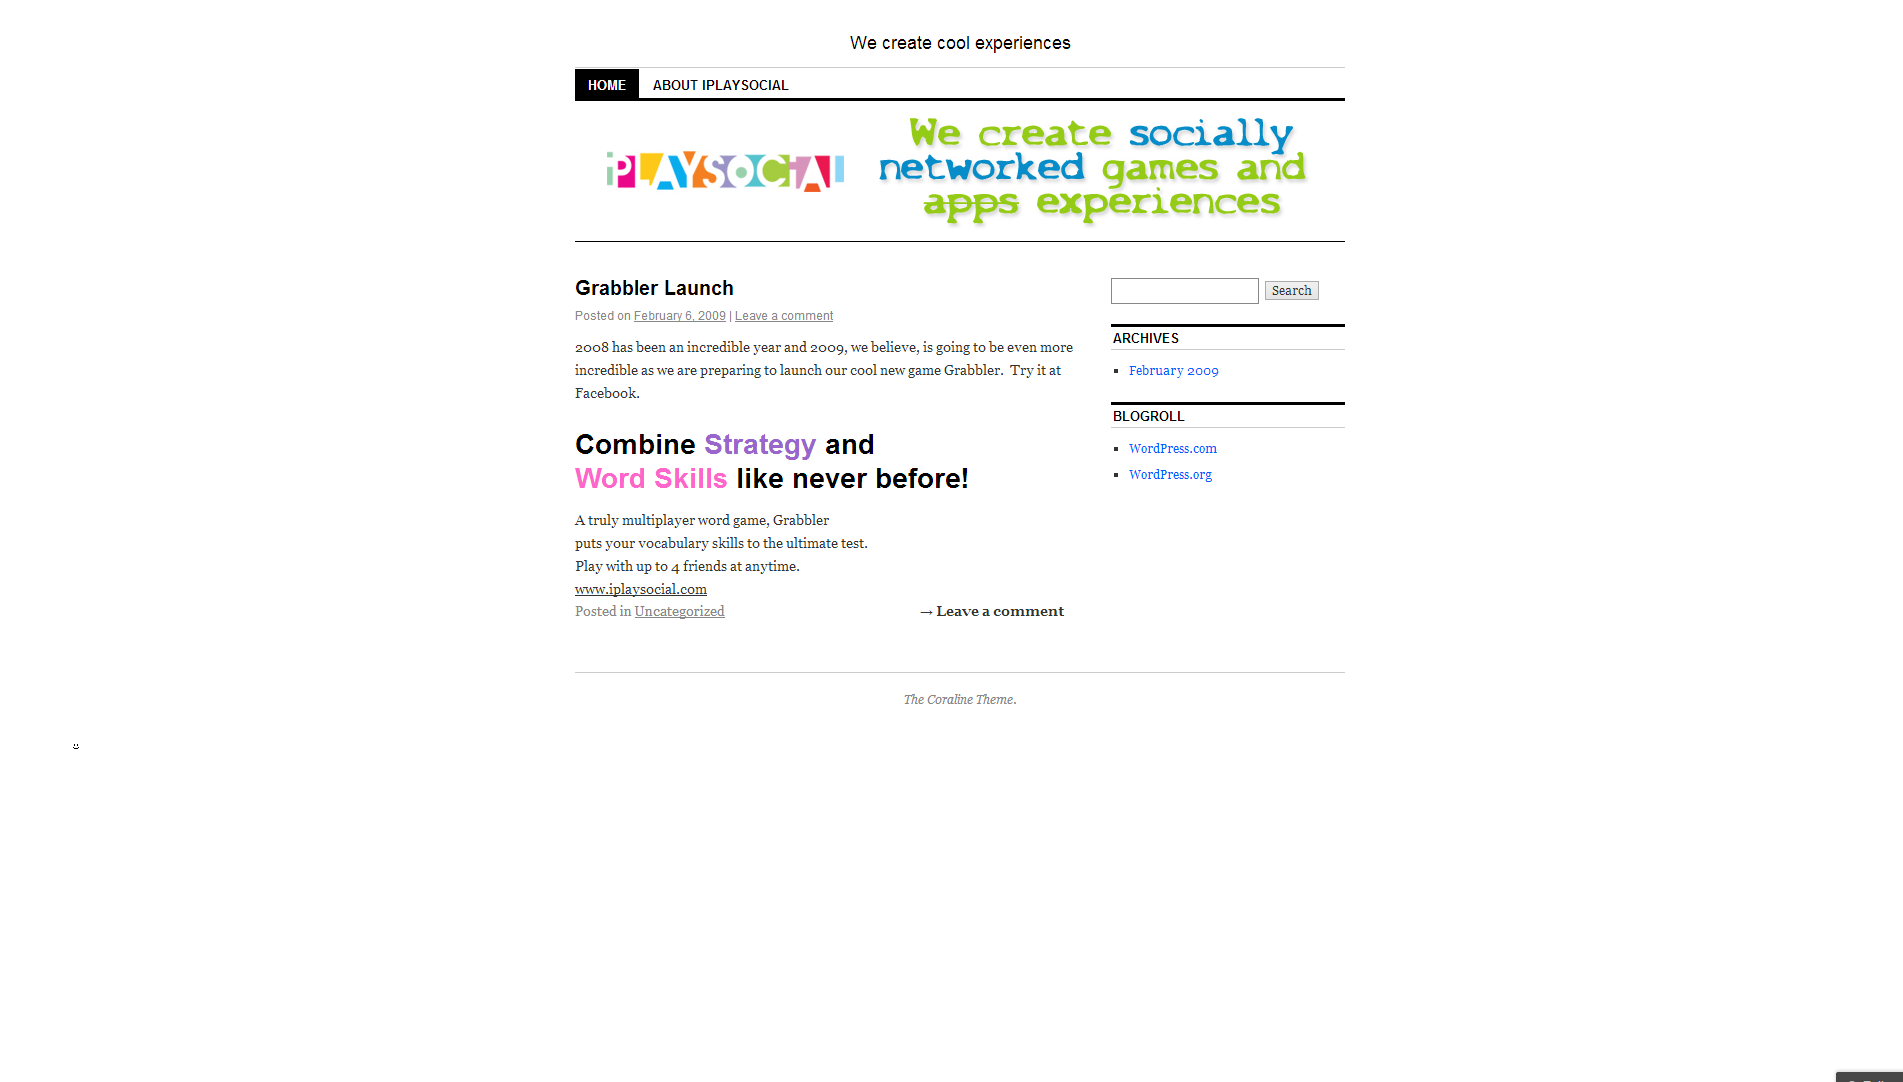 We create cool experiences
HOME
ABOUT IPLAYSOCIAL
iPLAYSOCIAl
We create socially
networked games and
apps experiences
Grabbler Launch
Posted on February 6, 2009 | Leave a comment
2008 has been an incredible year and 2009, we believe, is going to be even more
incredible as we are preparing to launch our cool new game Grabbler.  Try it at
Facebook.
Combine Strategy and
Word Skills like never before!
A truly multiplayer word game, Grabbler
puts your vocabulary skills to the ultimate test.
Play with up to 4 friends at anytime.
www.iplaysocial.com
Posted in Uncategorized
→ Leave a comment
Search
ARCHIVES
February 2009
BLOGROLL
WordPress.com
WordPress.org
The Coraline Theme.